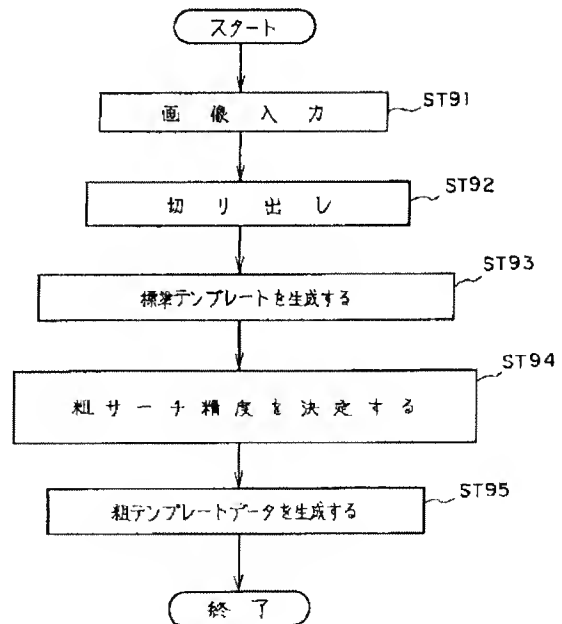 スタート
画像入力
ST91
切り出し
ST92
標準テンプレートを生成する
ST93
粗サーチ精度を決定する
ST94
粗テンプレートデータを生成する
ST95
終了